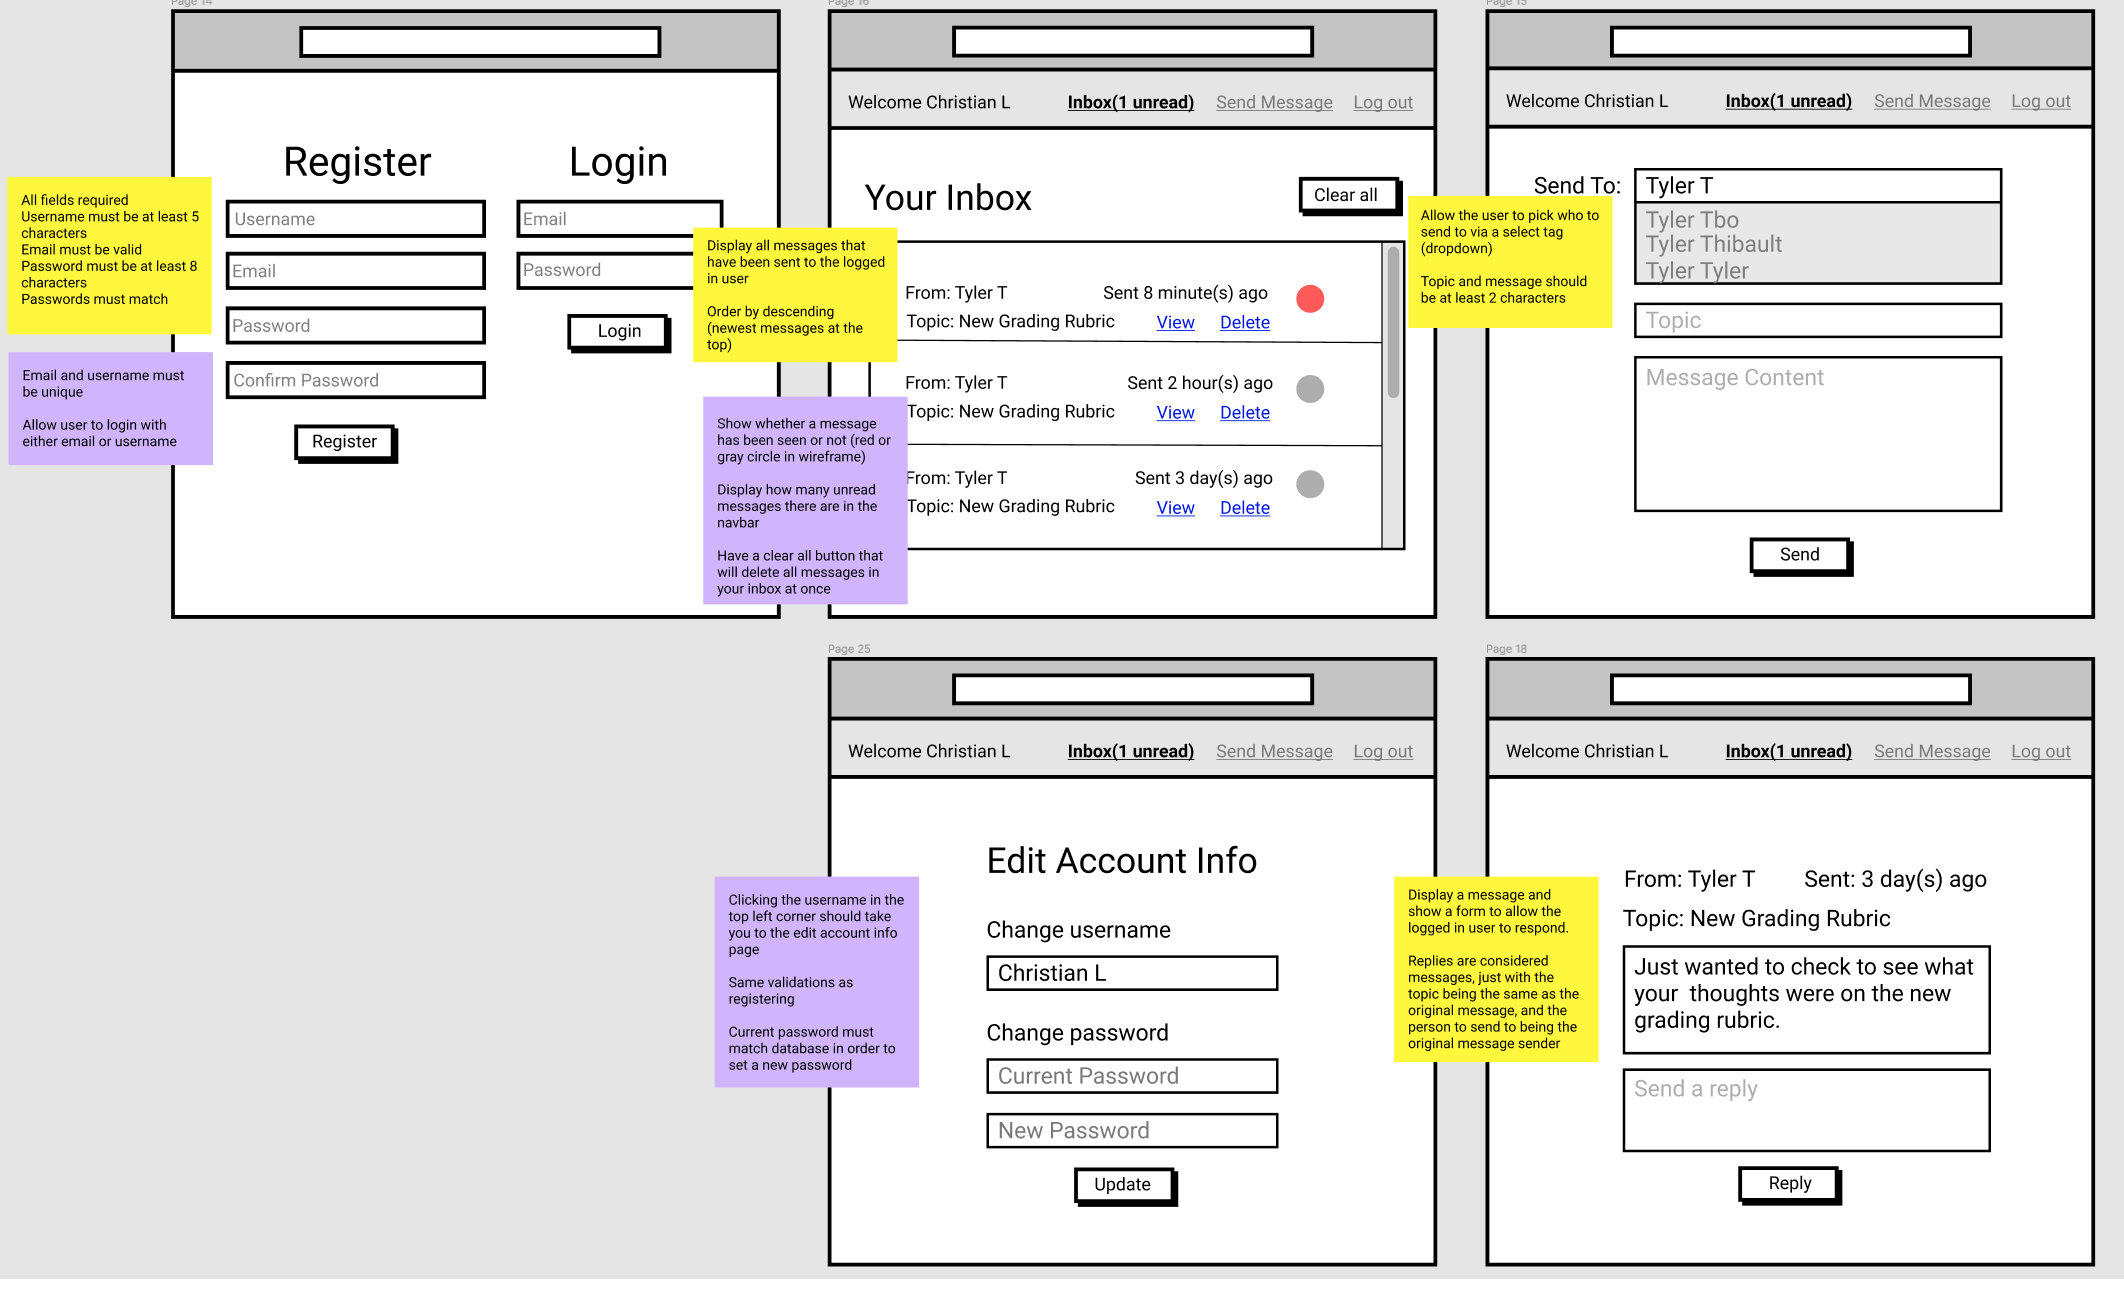 Page 14
Register
Login
All fields required
Username must be at least 5
characters
Email must be valid
Password must be at least 8
characters
Passwords must match
Email and username must
be unique
Allow user to login with
either email or username
Username
Email
Password
Confirm Password
Register
Email
Password
Login
Page 16
Welcome Christian L
Inbox(1 unread)
Send Message
Log out
Your Inbox
Clear all
Display all messages that
have been sent to the logged
in user
Order by descending
(newest messages at the
top)
Show whether a message
has been seen or not (red or
gray circle in wireframe)
Display how many unread
messages there are in the
navbar
Have a clear all button that
will delete all messages in
your inbox at once
From: Tyler T
Sent 8 minute(s) ago
Topic: New Grading Rubric
View
Delete
From: Tyler T
Sent 2 hour(s) ago
Topic: New Grading Rubric
View
Delete
From: Tyler T
Sent 3 day(s) ago
Topic: New Grading Rubric
View
Delete
Page 15
Welcome Christian L
Inbox(1 unread)
Send Message
Log out
Send To:
Tyler T
Tyler Tbo
Tyler Thibault
Tyler Tyler
Allow the user to pick who to
send to via a select tag
(dropdown)
Topic and message should
be at least 2 characters
Topic
Message Content
Send
Page 25
Welcome Christian L
Inbox(1 unread)
Send Message
Log out
Edit Account Info
Clicking the username in the
top left corner should take
you to the edit account info
page
Same validations as
registering
Current password must
match database in order to
set a new password
Change username
Christian L
Change password
Current Password
New Password
Update
Page 18
Welcome Christian L
Inbox(1 unread)
Send Message
Log out
Display a message and
show a form to allow the
logged in user to respond.
Replies are considered
messages, just with the
topic being the same as the
original message, and the
person to send to being the
original message sender
From: Tyler T
Sent: 3 day(s) ago
Topic: New Grading Rubric
Just wanted to check to see what
your  thoughts were on the new
grading rubric.
Send a reply
Reply